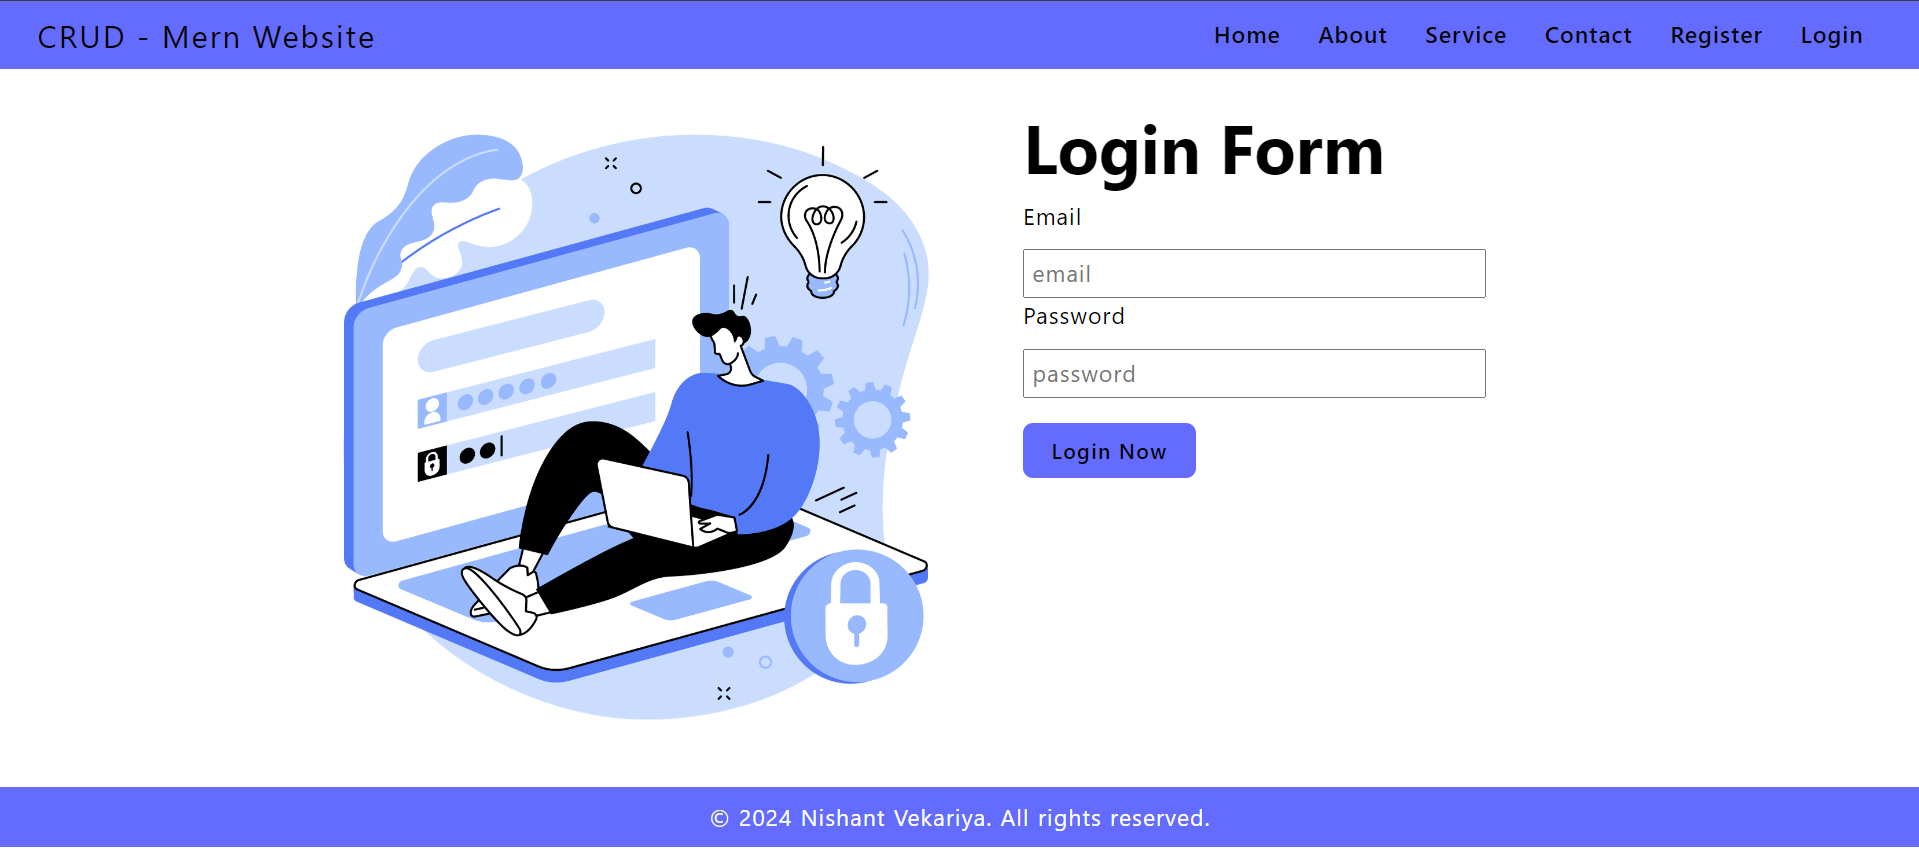 CRUD - Mern Website
Home About Service Contact Register Login
Login Form
Email
email
Password
password
Login Now
© 2024 Nishant Vekariya. All rights reserved.